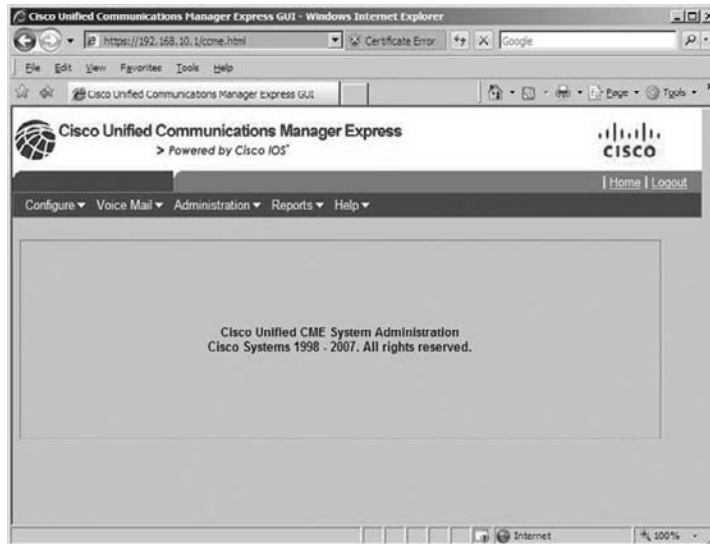 Cisco Unified Communications Manager Express GUI - Windows Internet Explorer
https://192.168.10.1/ccme.html
Certificate Error
Google
File Edit View Favorites Tools Help
Cisco Unified Communications Manager Express GUI
Page Tools
Cisco Unified Communications Manager Express
> Powered by Cisco IOS
CISCO
| Home | Logout
Configure Voice Mail Administration Reports Help
Cisco Unified CME System Administration
Cisco Systems 1998 - 2007. All rights reserved.
Internet 100%